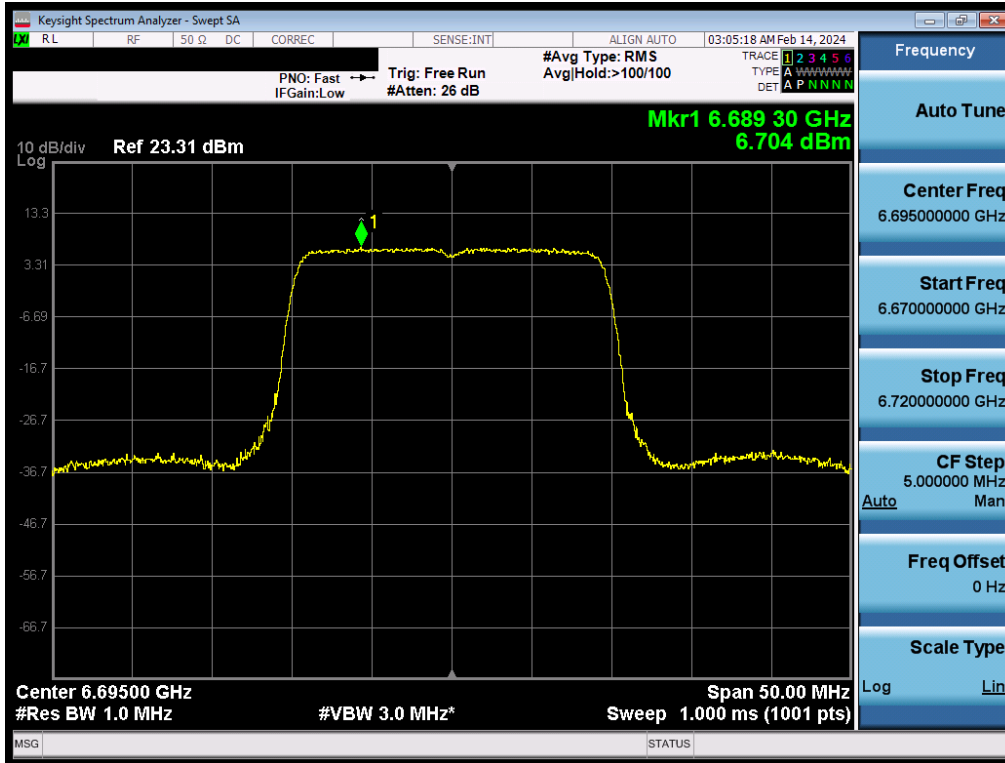 Keysight Spectrum Analyzer - Swept SA
LXI RL RF 50 Ω DC CORREC SENSE:INT ALIGN AUTO 03:05:18 AM Feb 14, 2024
PNO: Fast
IFGain:Low
Trig: Free Run
#Atten: 26 dB
#Avg Type: RMS
Avg|Hold:>100/100
TRACE 1 2 3 4 5 6
TYPE A WWWWW
DET A P N N N N
Mkr1 6.689 30 GHz
6.704 dBm
10 dB/div Ref 23.31 dBm
Log
1
13.3
3.31
-6.69
-16.7
-26.7
-36.7
-46.7
-56.7
-66.7
Center 6.69500 GHz Span 50.00 MHz
#Res BW 1.0 MHz #VBW 3.0 MHz* Sweep 1.000 ms (1001 pts)
MSG STATUS
Frequency
Auto Tune
Center Freq
6.695000000 GHz
Start Freq
6.670000000 GHz
Stop Freq
6.720000000 GHz
CF Step
5.000000 MHz
Auto Man
Freq Offset
0 Hz
Scale Type
Log Lin